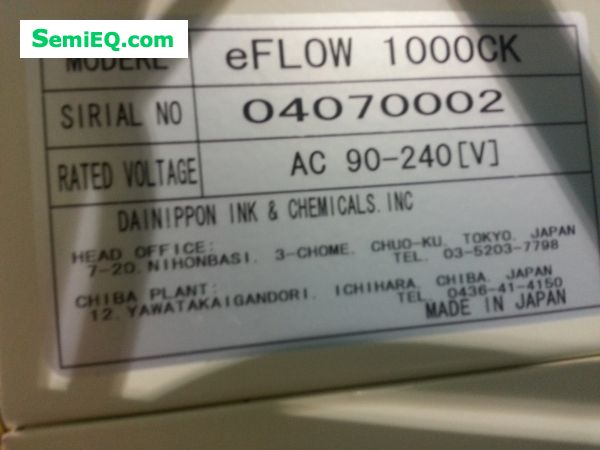 SemiEQ.com
MODERL eFLOW 1000CK
SIRIAL NO 04070002
RATED VOLTAGE AC 90-240[V]
DAINIPPON INK & CHEMICALS.INC
HEAD OFFICE:
7-20. NIHONBASI. 3-CHOME. CHUO-KU. TOKYO. JAPAN
TEL. 03-5203-7798
CHIBA PLANT:
12. YAWATAKAIGANDORI. ICHIHARA. CHIBA. JAPAN
TEL. 0436-41-4150
MADE IN JAPAN